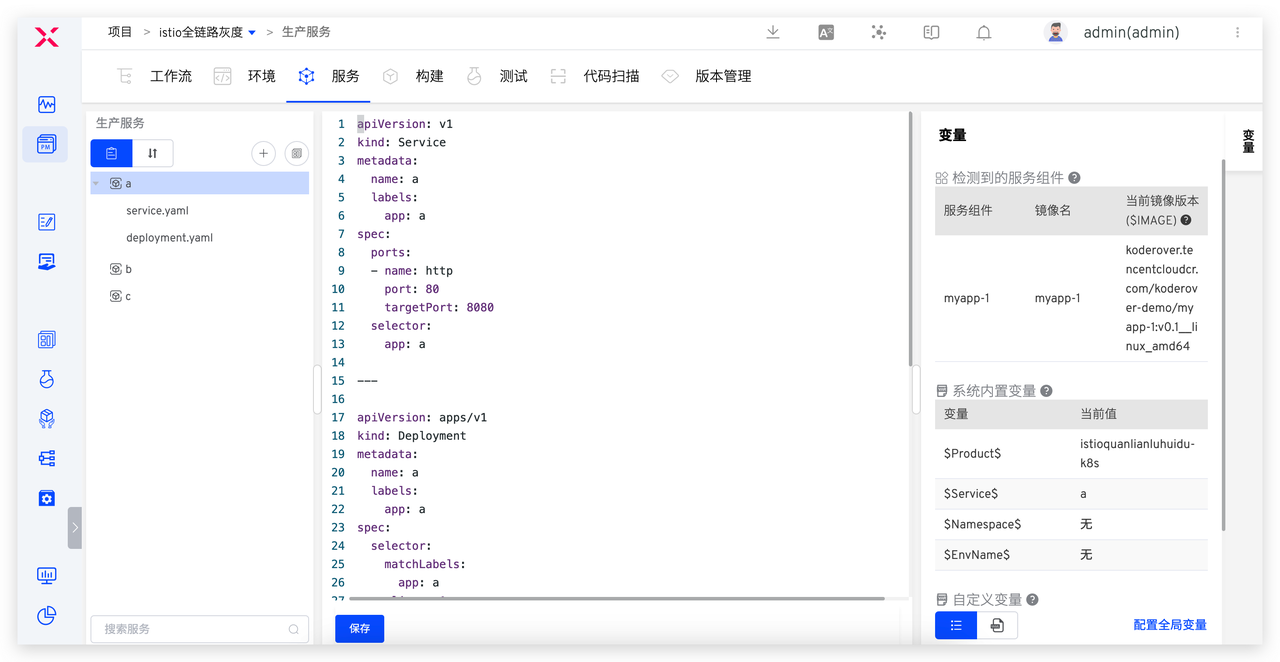 项目 > istio全链路灰度 > 生产服务
admin(admin)
工作流 环境 服务 构建 测试 代码扫描 版本管理
生产服务
a
service.yaml
deployment.yaml
b
c
搜索服务
1 apiVersion: v1
2 kind: Service
3 metadata:
4 name: a
5 labels:
6 app: a
7 spec:
8 ports:
9 - name: http
10 port: 80
11 targetPort: 8080
12 selector:
13 app: a
14
15 ---
16
17 apiVersion: apps/v1
18 kind: Deployment
19 metadata:
20 name: a
21 labels:
22 app: a
23 spec:
24 selector:
25 matchLabels:
26 app: a
保存
变量
变量
检测到的服务组件
服务组件 镜像名 当前镜像版本
($IMAGE)
myapp-1 myapp-1 koderover.te
ncentcloudcr.
com/koderov
er-demo/my
app-1:v0.1__li
nux_amd64
系统内置变量
变量 当前值
$Product$ istioquanlianluhuidu-
k8s
$Service$ a
$Namespace$ 无
$EnvName$ 无
自定义变量
配置全局变量